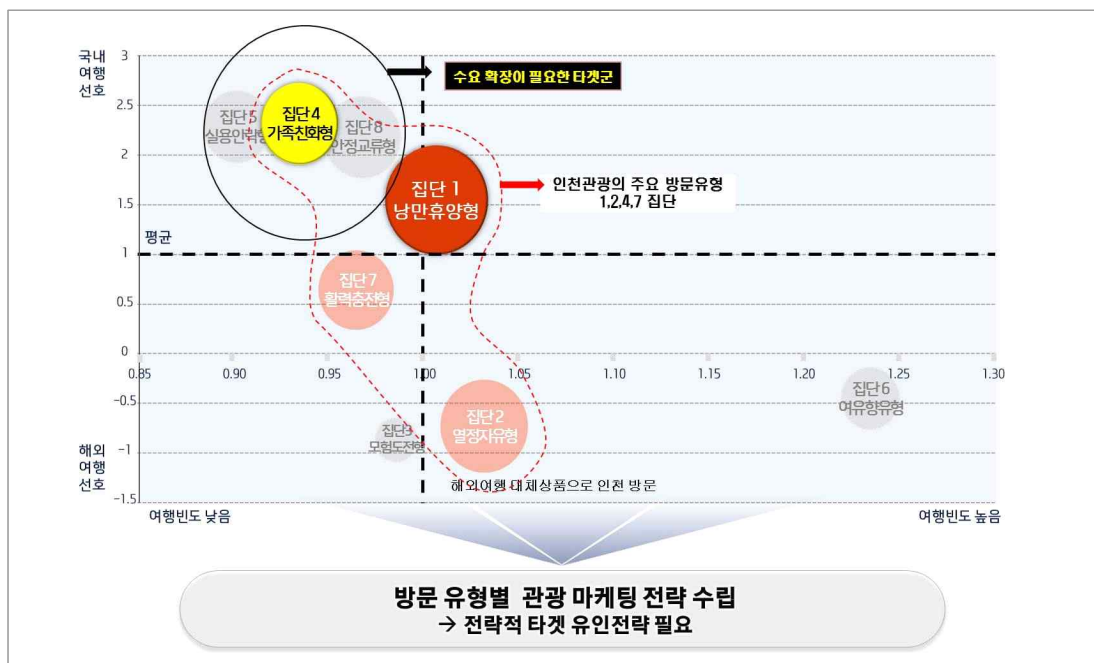 국내
여행
선호
3
2.5
2
1.5
평균
1
0.5
0
-0.5
-1
-1.5
해외
여행
선호
수요 확장이 필요한 타겟군
집단 5
실용안락형
집단 4
가족친화형
집단 8
안정교류형
집단 1
낭만휴양형
인천관광의 주요 방문유형
1,2,4,7 집단
집단 7
활력충전형
0.85
0.90
0.95
1.00
1.05
1.10
1.15
1.20
1.25
1.30
집단 6
여유향유형
집단 2
열정자유형
집단3
모험도전형
해외여행 대체상품으로 인천 방문
여행빈도 낮음
여행빈도 높음
방문 유형별 관광 마케팅 전략 수립
→ 전략적 타겟 유인전략 필요